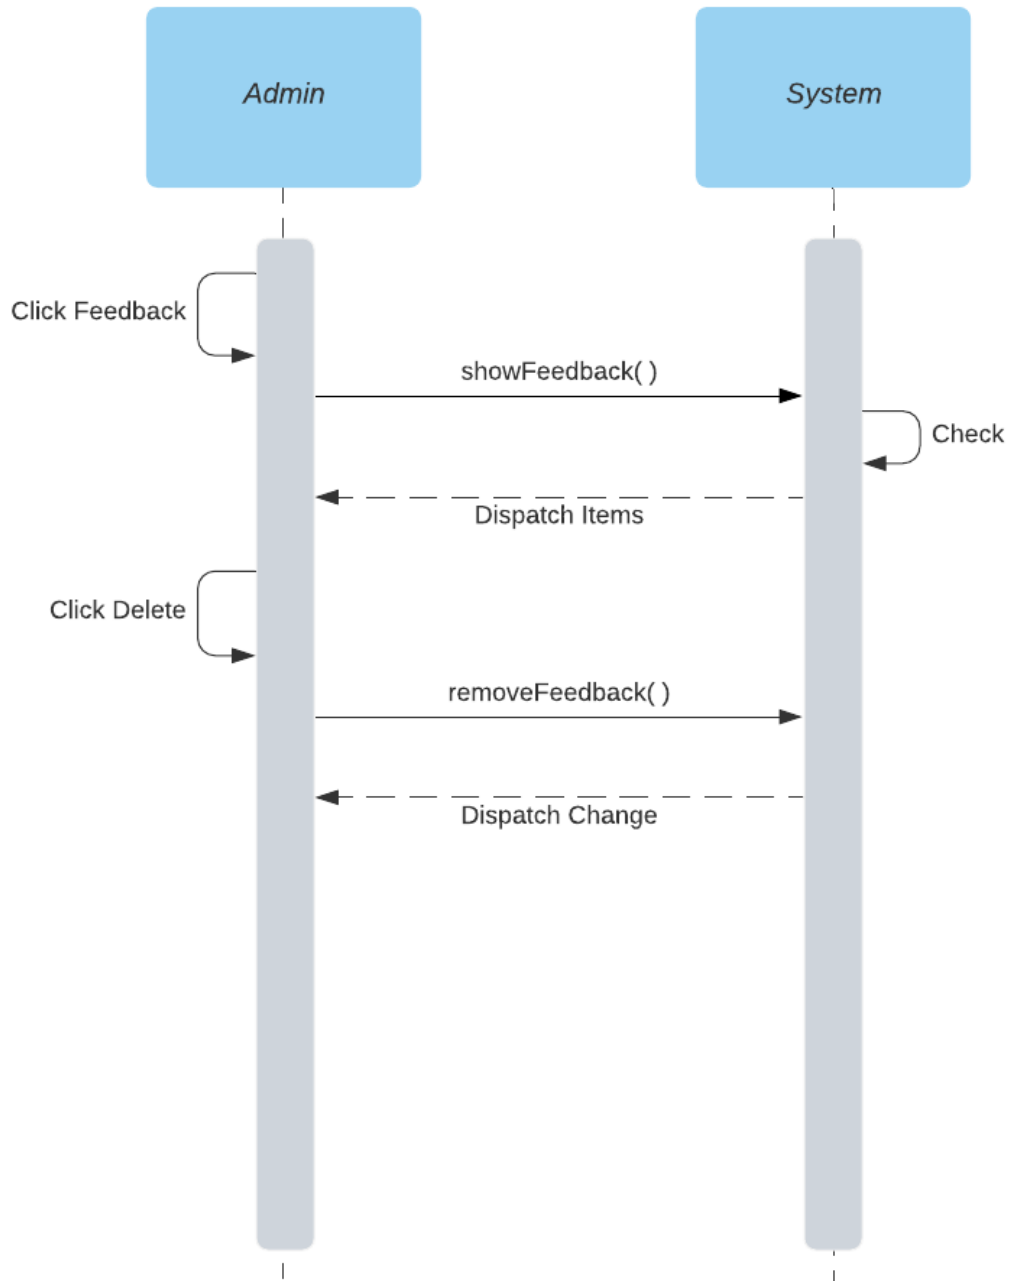 Admin
System
Click Feedback
showFeedback( )
Check
Dispatch Items
Click Delete
removeFeedback( )
Dispatch Change